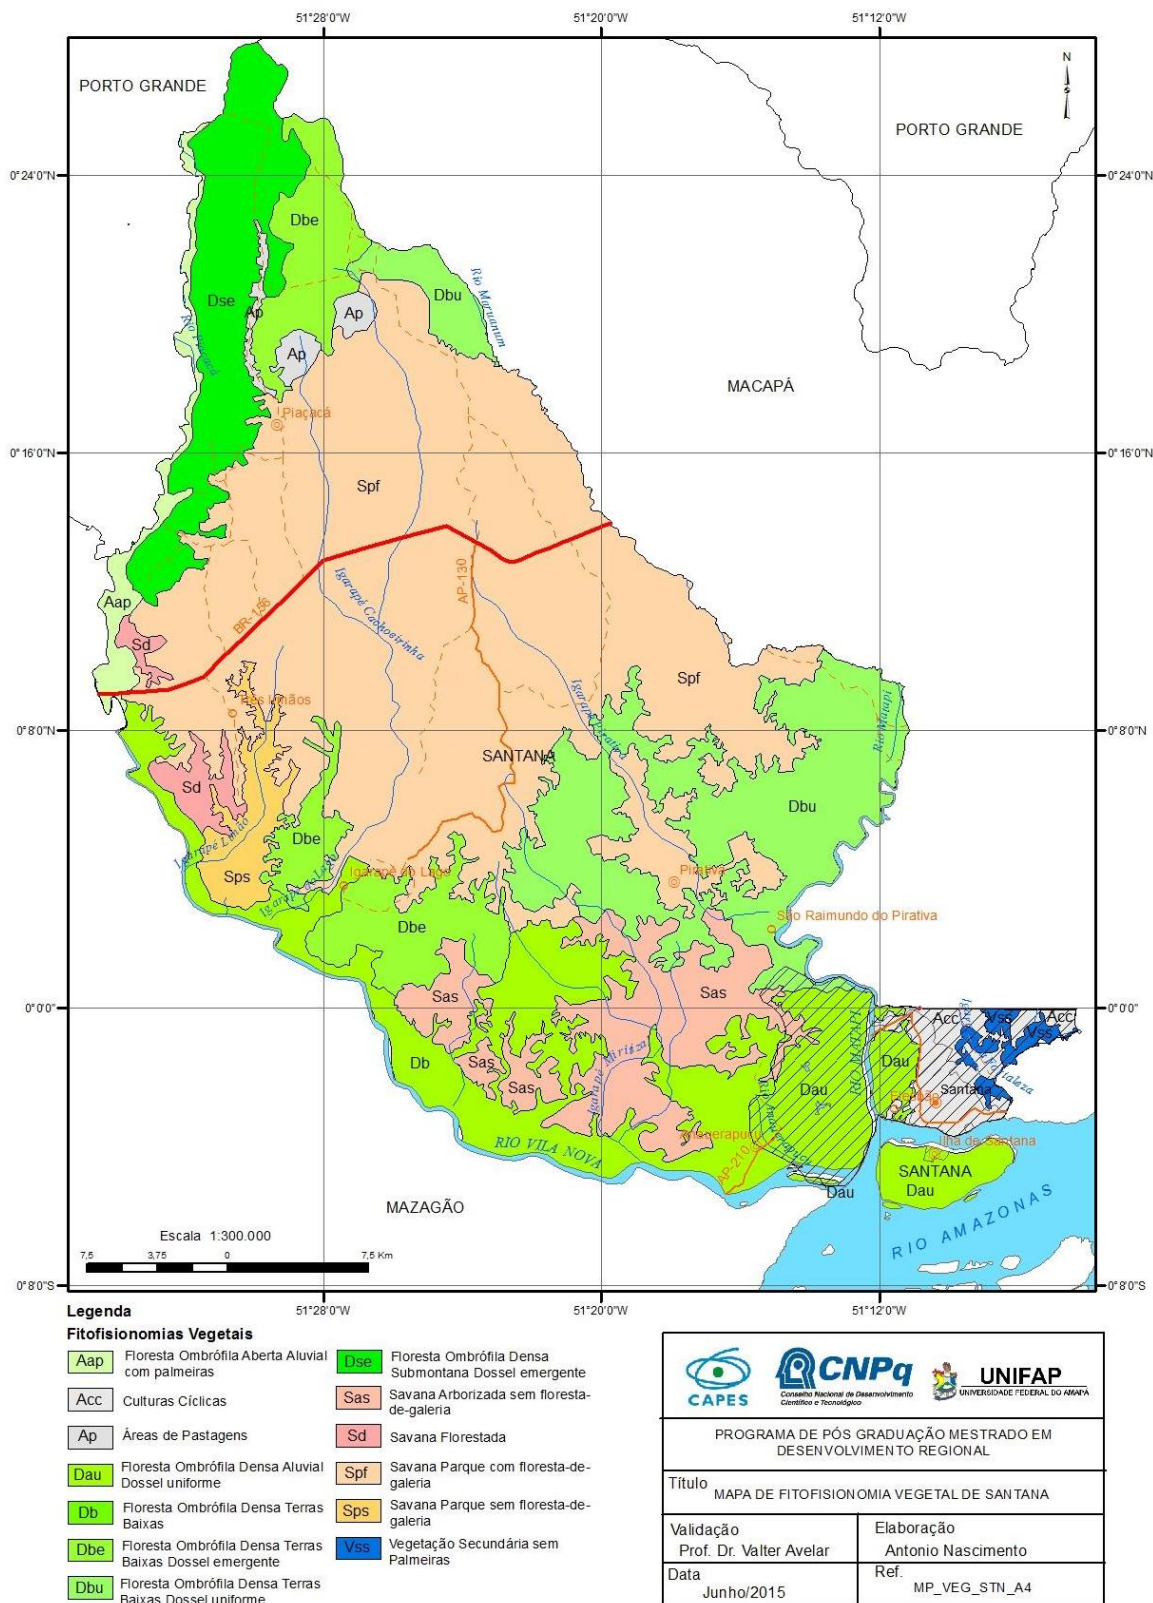 51°28'0"W
51°20'0"W
51°12'0"W
PORTO GRANDE
N
PORTO GRANDE
0°24'0"N
0°24'0"N
Dbe
Dse
Ap
Ap
Ap
Dbu
Rio Maruanum
MACAPÁ
Piaçacá
0°16'0"N
0°16'0"N
Spf
AP-130
Igarapé Cachoeirinha
Aap
BR-156
Sd
Spf
Igarapé Pirativa
Rio Matapi
0°8'0"N
0°8'0"N
SANTANA
Sd
Dbu
Dbe
Igarapé Limão
Sps
Igarapé do Lago
Igarapé do Lago
Pirativa
São Raimundo do Pirativa
Dbe
Sas
Sas
0°0'0"
0°0'0"
Acc
Vss
Acc
Vss
RIO MATAPI
Db
Sas
Sas
Dau
Dau
Santana
RIO VILA NOVA
AP-210
Ilha de Santana
SANTANA
Dau
Dau
MAZAGÃO
RIO AMAZONAS
Escala 1:300.000
7,5
3,75
0
7,5 Km
0°8'0"S
0°8'0"S
51°28'0"W
51°20'0"W
51°12'0"W
Legenda
Fitofisionomias Vegetais
Aap
Floresta Ombrófila Aberta Aluvial
com palmeiras
Acc
Culturas Cíclicas
Ap
Áreas de Pastagens
Dau
Floresta Ombrófila Densa Aluvial
Dossel uniforme
Db
Floresta Ombrófila Densa Terras
Baixas
Dbe
Floresta Ombrófila Densa Terras
Baixas Dossel emergente
Dbu
Floresta Ombrófila Densa Terras
Baixas Dossel uniforme
Dse
Floresta Ombrófila Densa
Submontana Dossel emergente
Sas
Savana Arborizada sem floresta-
de-galeria
Sd
Savana Florestada
Spf
Savana Parque com floresta-de-
galeria
Sps
Savana Parque sem floresta-de-
galeria
Vss
Vegetação Secundária sem
Palmeiras
CAPES
CNPq
Conselho Nacional de Desenvolvimento
Científico e Tecnológico
UNIFAP
UNIVERSIDADE FEDERAL DO AMAPÁ
PROGRAMA DE PÓS GRADUAÇÃO MESTRADO EM
DESENVOLVIMENTO REGIONAL
Título
MAPA DE FITOFISIONOMIA VEGETAL DE SANTANA
Validação
Prof. Dr. Valter Avelar
Elaboração
Antonio Nascimento
Data
Junho/2015
Ref.
MP_VEG_STN_A4